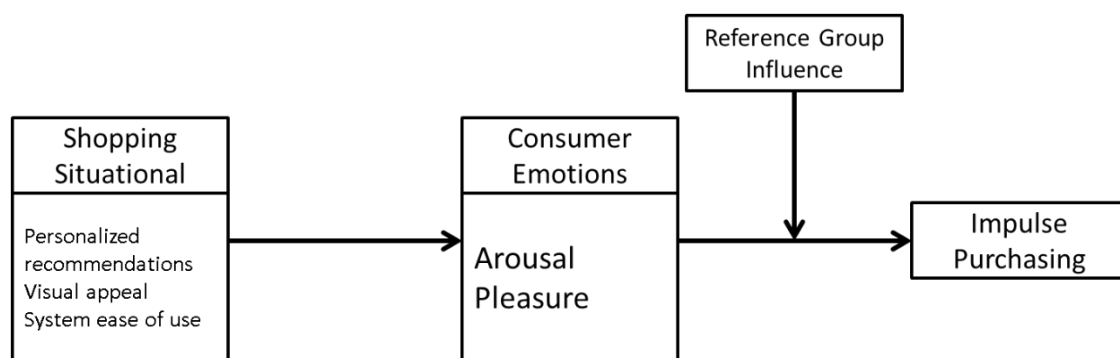 Reference Group
Influence
Shopping
Situational
Personalized
recommendations
Visual appeal
System ease of use
Consumer
Emotions
Arousal
Pleasure
Impulse
Purchasing